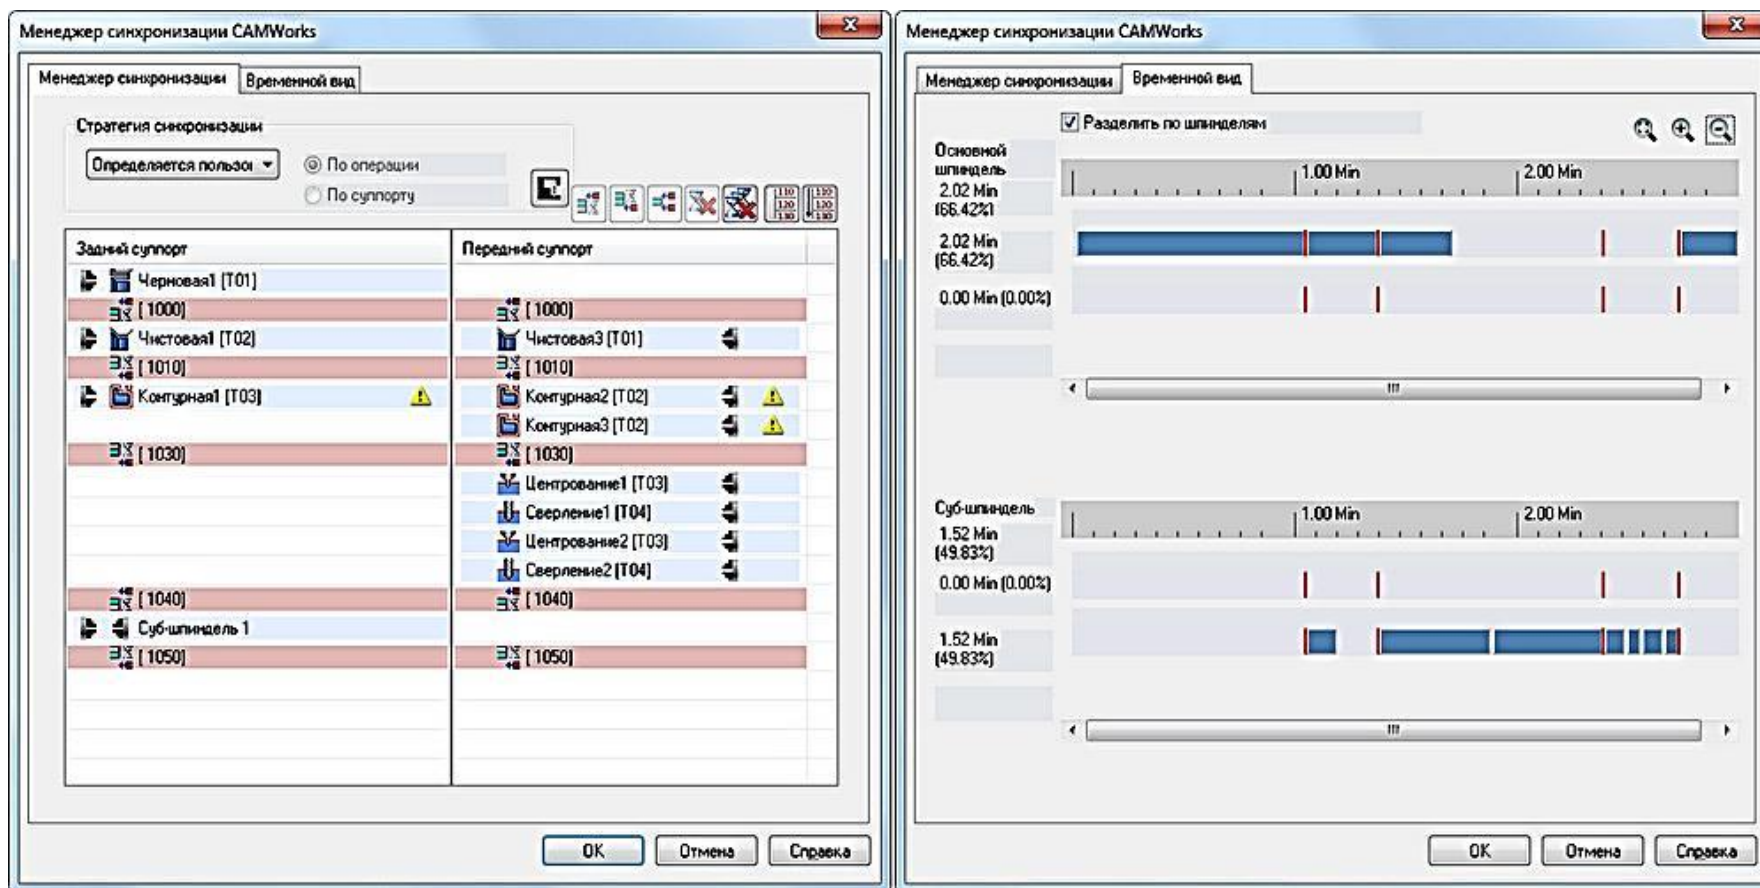 Менеджер синхронизации CAMWorks
Менеджер синхронизации
Временной вид
Стратегия синхронизации
Определяется пользог
По операции
По суппорту
Задний суппорт
Передний суппорт
Черновая1 [T01]
[ 1000]
[ 1000]
Чистовая1 [T02]
Чистовая3 [T01]
[ 1010]
[ 1010]
Контурная1 [T03]
Контурная2 [T02]
Контурная3 [T02]
[ 1030]
[ 1030]
Центрование1 [T03]
Сверление1 [T04]
Центрование2 [T03]
Сверление2 [T04]
[ 1040]
[ 1040]
Суб-шпиндель 1
[ 1050]
[ 1050]
OK
Отмена
Справка
Менеджер синхронизации CAMWorks
Менеджер синхронизации
Временной вид
Разделить по шпинделям
Основной
шпиндель
2.02 Min
(66.42%)
1.00 Min
2.00 Min
2.02 Min
(66.42%)
0.00 Min (0.00%)
Суб-шпиндель
1.52 Min
(49.83%)
1.00 Min
2.00 Min
0.00 Min (0.00%)
1.52 Min
(49.83%)
OK
Отмена
Справка